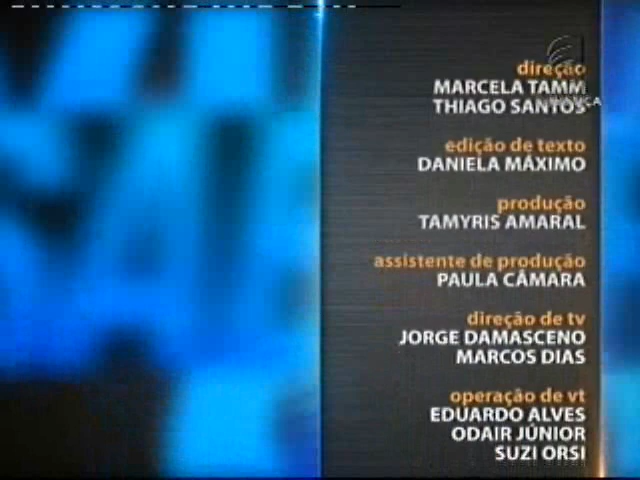 direção
MARCELA TAMM
THIAGO SANTOS
edição de texto
DANIELA MÁXIMO
produção
TAMYRIS AMARAL
assistente de produção
PAULA CÂMARA
direção de tv
JORGE DAMASCENO
MARCOS DIAS
operação de vt
EDUARDO ALVES
ODAIR JÚNIOR
SUZI ORSI